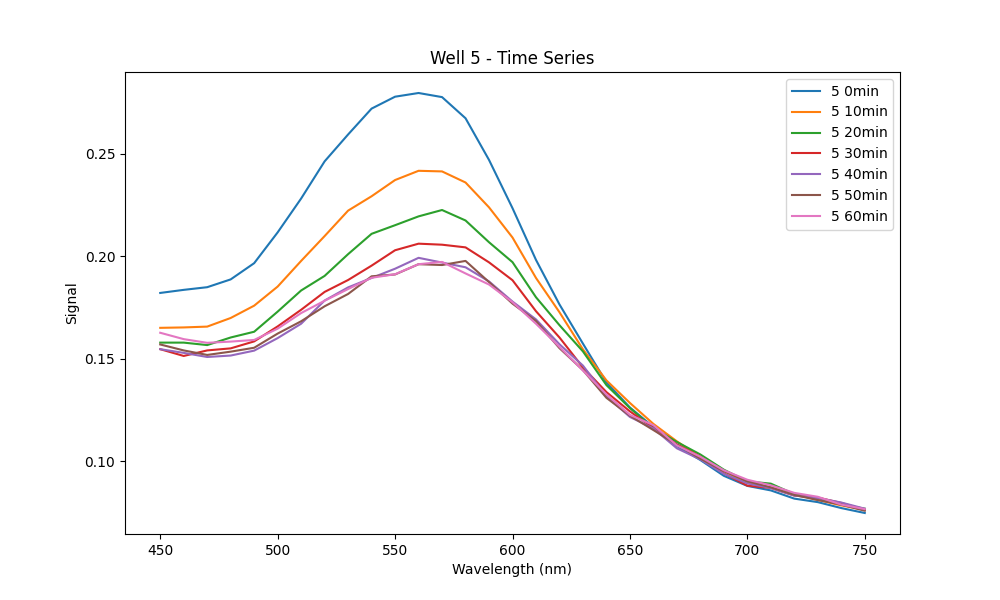 Well 5 - Time Series
5 0min
5 10min
5 20min
5 30min
5 40min
5 50min
5 60min
Signal
0.25
0.20
0.15
0.10
450 500 550 600 650 700 750
Wavelength (nm)